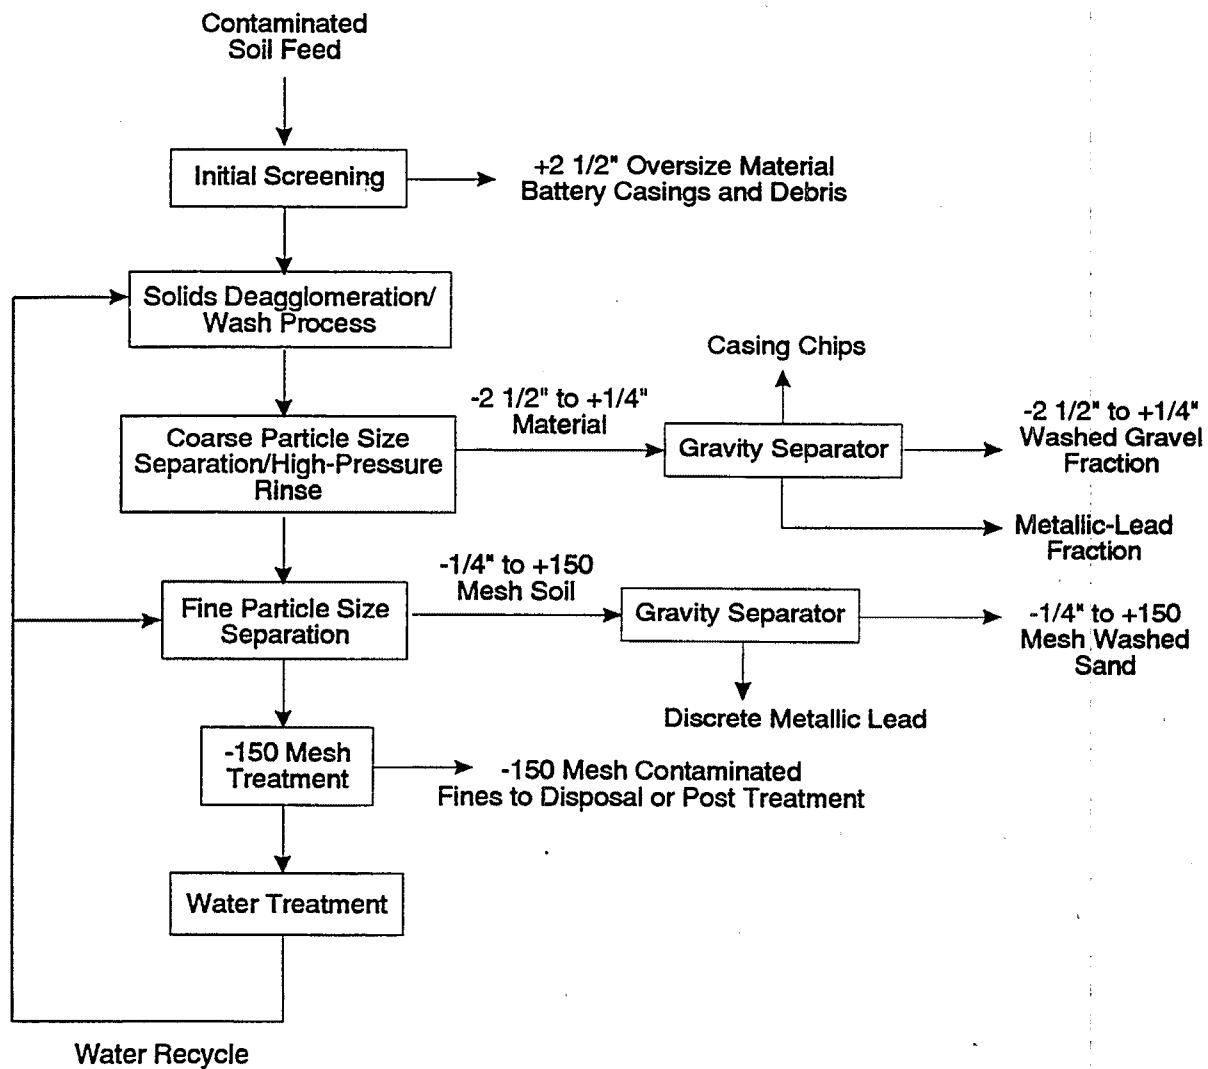 Contaminated
Soil Feed
Initial Screening
+2 1/2" Oversize Material
Battery Casings and Debris
Solids Deagglomeration/
Wash Process
Casing Chips
-2 1/2" to +1/4"
Material
Coarse Particle Size
Separation/High-Pressure
Rinse
Gravity Separator
-2 1/2" to +1/4"
Washed Gravel
Fraction
Metallic-Lead
Fraction
-1/4" to +150
Mesh Soil
Fine Particle Size
Separation
Gravity Separator
-1/4" to +150
Mesh Washed
Sand
Discrete Metallic Lead
-150 Mesh
Treatment
-150 Mesh Contaminated
Fines to Disposal or Post Treatment
Water Treatment
Water Recycle